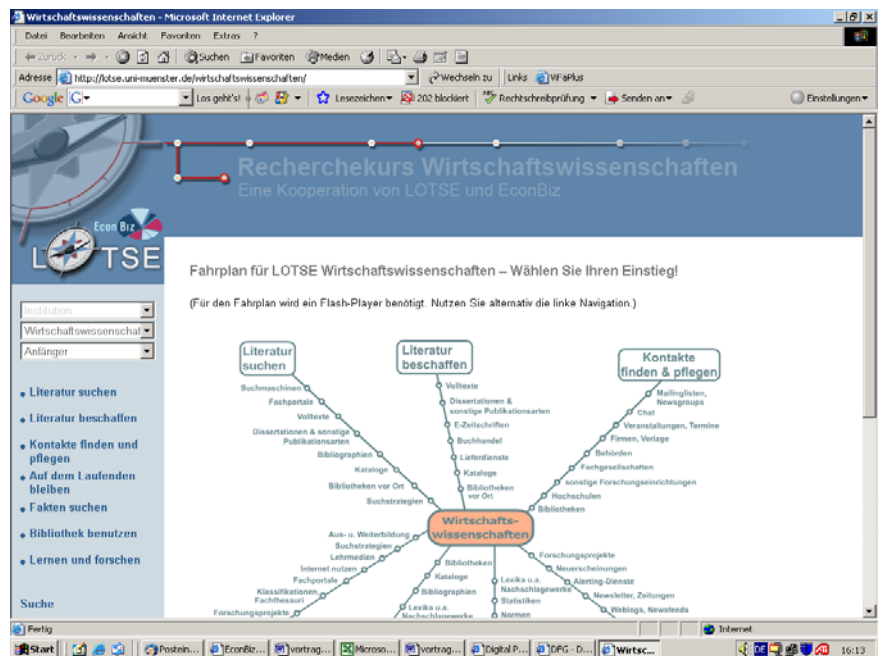 Wirtschaftswissenschaften - Microsoft Internet Explorer
Datei Bearbeiten Ansicht Favoriten Extras ?
Zurück Suchen Favoriten Medien
Adresse http://lotse.uni-muenster.de/wirtschaftswissenschaften/ Wechseln zu Links ViFaPlus
Google G Los geht's! Lesezeichen 202 blockiert Rechtschreibprüfung Senden an Einstellungen
Recherchekurs Wirtschaftswissenschaften
Eine Kooperation von LOTSE und EconBiz
Econ Biz
LOTSE
Fahrplan für LOTSE Wirtschaftswissenschaften – Wählen Sie Ihren Einstieg!
(Für den Fahrplan wird ein Flash-Player benötigt. Nutzen Sie alternativ die linke Navigation.)
Institution
Wirtschaftswissenschaf
Anfänger
Literatur suchen
Literatur beschaffen
Kontakte finden und
pflegen
Auf dem Laufenden
bleiben
Fakten suchen
Bibliothek benutzen
Lernen und forschen
Suche
Literatur
suchen
Suchmaschinen
Fachportale
Volltexte
Dissertationen & sonstige
Publikationsarten
Bibliographien
Kataloge
Bibliotheken vor Ort
Suchstrategien
Literatur
beschaffen
Volltexte
Dissertationen &
sonstige Publikationsarten
E-Zeitschriften
Buchhandel
Lieferdienste
Kataloge
Bibliotheken
vor Ort
Kontakte
finden & pflegen
Mailinglisten,
Newsgroups
Chat
Veranstaltungen, Termine
Firmen, Verlage
Behörden
Fachgesellschaften
sonstige Forschungseinrichtungen
Hochschulen
Bibliotheken
Wirtschafts-
wissenschaften
Aus- u. Weiterbildung
Suchstrategien
Lehrmedien
Internet nutzen
Fachportale
Klassifikationen,
Fachthesauri
Forschungsprojekte
Bibliotheken
Kataloge
Bibliographien
Lexika u.a.
Nachschlagewerke
Lexika u.a.
Nachschlagewerke
Statistiken
Normen
Forschungsprojekte
Neuerscheinungen
Alerting-Dienste
Newsletter, Zeitungen
Weblogs, Newsfeeds
Fertig Internet
Start Postein... EconBiz... vortrag... Microso... vortrag... Digital P... DFG - D... Wirtsc... DE 16:13